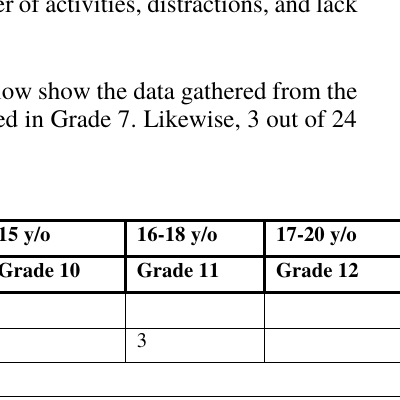 er of activities, distractions, and lack
low show the data gathered from the
ed in Grade 7. Likewise, 3 out of 24
15 y/o 16-18 y/o 17-20 y/o
Grade 10 Grade 11 Grade 12
3